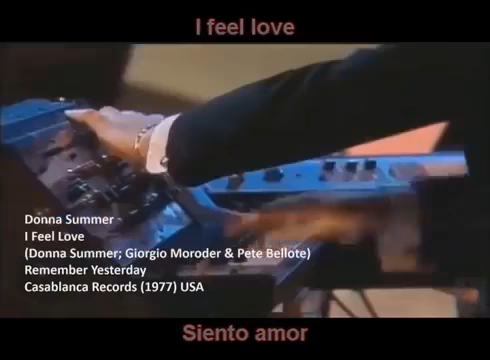 I feel love
Donna Summer
I Feel Love
(Donna Summer; Giorgio Moroder & Pete Bellote)
Remember Yesterday
Casablanca Records (1977) USA
Siento amor